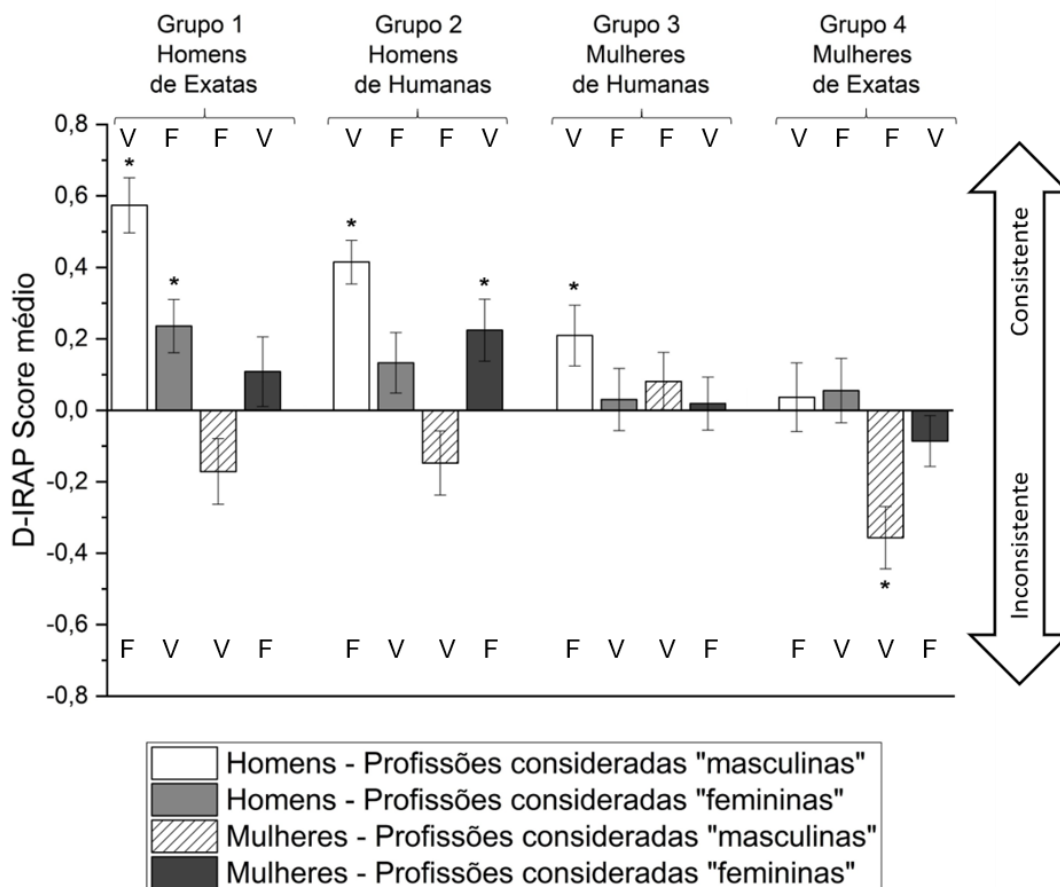 Grupo 1
Homens
de Exatas
Grupo 2
Homens
de Humanas
Grupo 3
Mulheres
de Humanas
Grupo 4
Mulheres
de Exatas
V F F V V F F V V F F V V F F V
* * * * * *
0,8
0,6
0,4
0,2
0,0
-0,2
-0,4
-0,6
-0,8
D-IRAP Score médio
Consistente
Inconsistente
F V V F F V V F F V V F F V V F
Homens - Profissões consideradas "masculinas"
Homens - Profissões consideradas "femininas"
Mulheres - Profissões consideradas "masculinas"
Mulheres - Profissões consideradas "femininas"